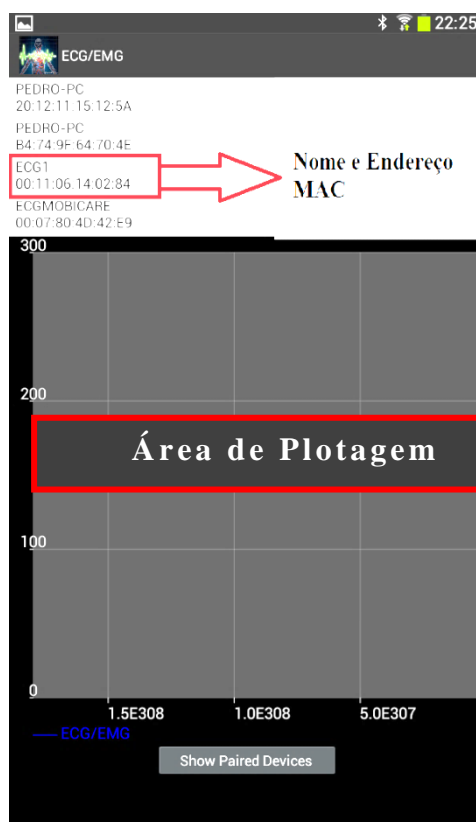 22:25
ECG/EMG
PEDRO-PC
20:12:11:15:12:5A
PEDRO-PC
B4:74:9F:64:70:4E
ECG1
00:11:06:14:02:84
ECGMOBICARE
00:07:80:4D:42:E9
Nome e Endereço
MAC
300
200
Área de Plotagem
100
0
1.5E308 1.0E308 5.0E307
ECG/EMG
Show Paired Devices